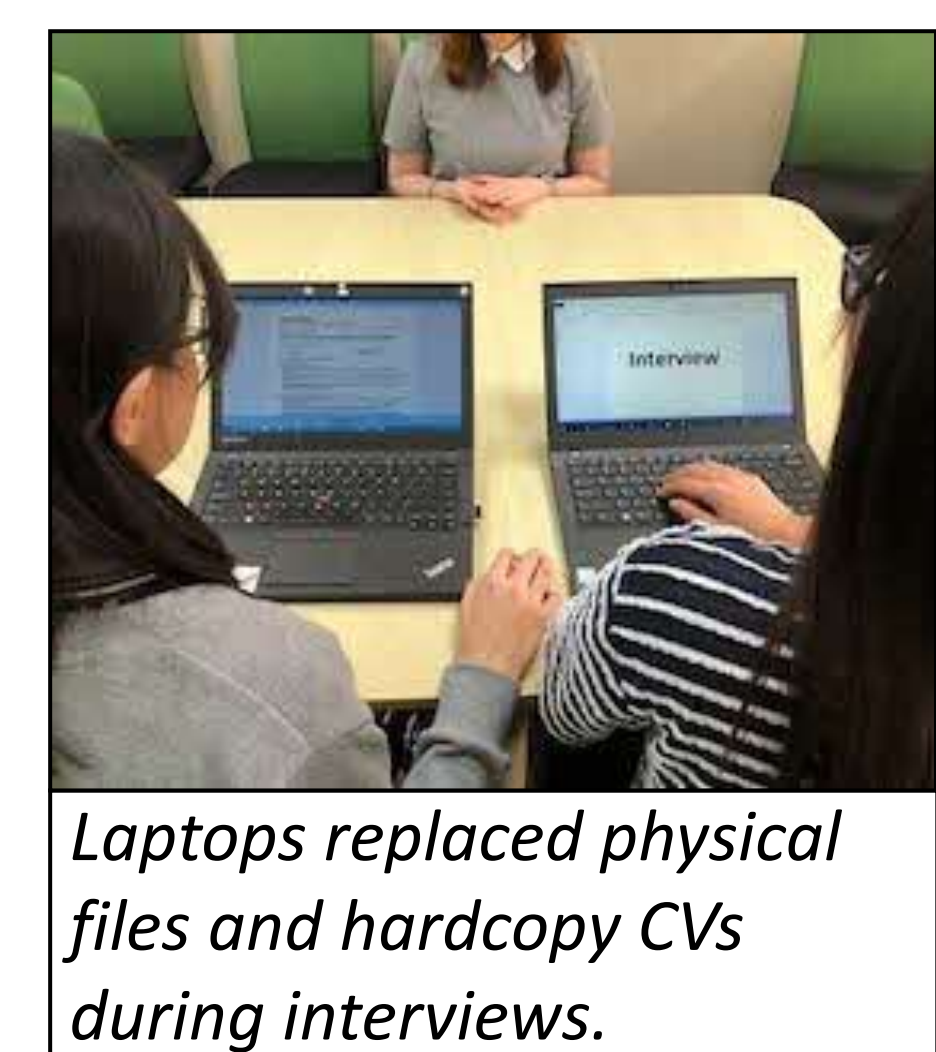 Interview
Laptops replaced physical
files and hardcopy CVs
during interviews.